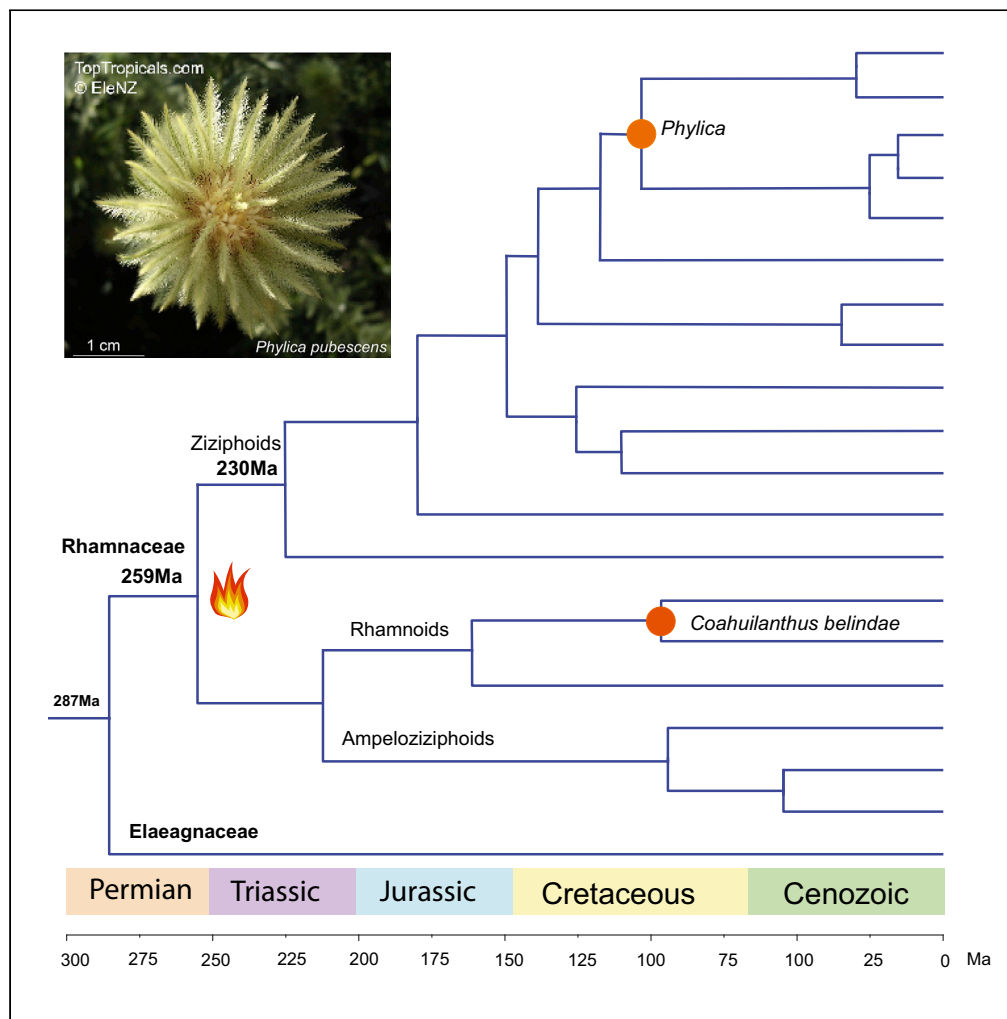 TopTropicals.com
© EleNZ
1 cm
Phylica pubescens
Phylica
Ziziphoids
230Ma
Rhamnaceae
259Ma
Rhamnoids
Coahuilanthus belindae
287Ma
Ampeloziziphoids
Elaeagnaceae
Permian Triassic Jurassic Cretaceous Cenozoic
300 275 250 225 200 175 150 125 100 75 100 25 0 Ma